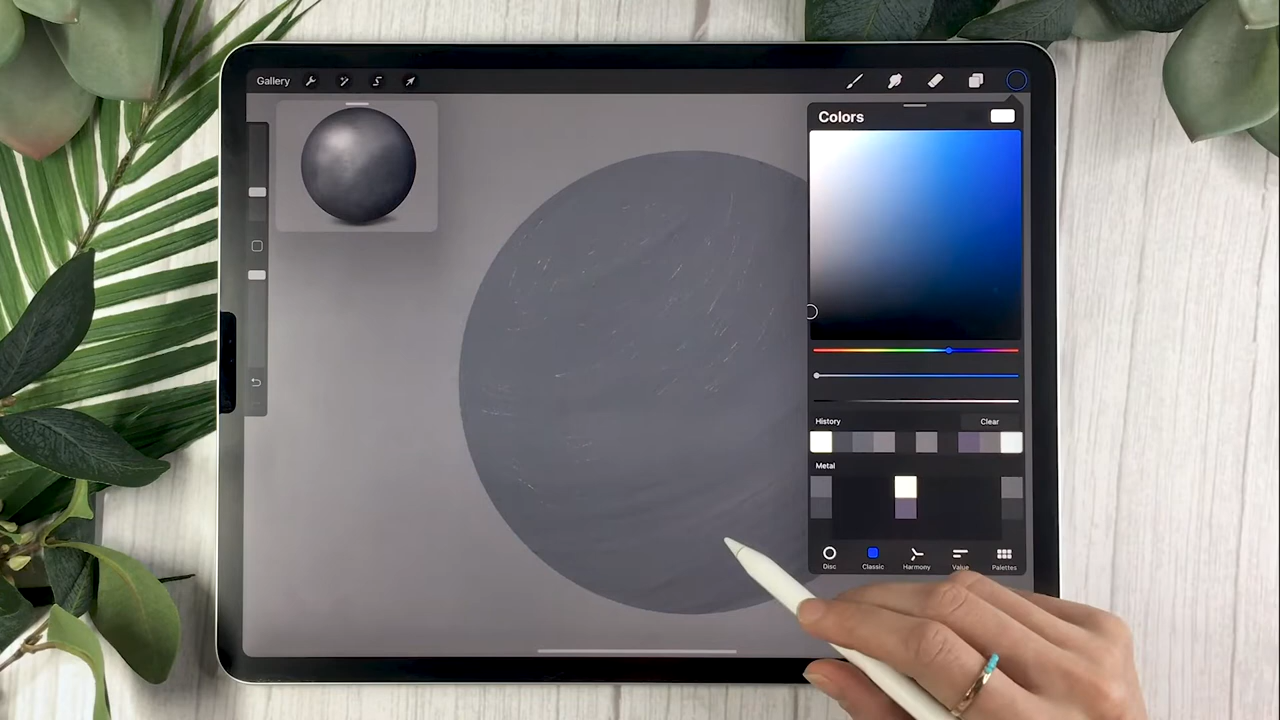 Gallery
Colors
History
Clear
Metal
Disc
Classic
Harmony
Value
Palettes